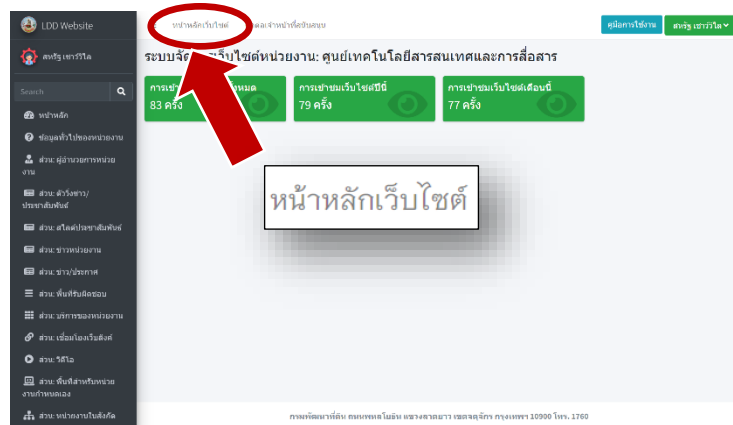 LDD Website
หน้าหลักเว็บไซต์
คู่มือการใช้งาน
สหรัฐ เชาว์วิไล
สหรัฐ เชาว์วิไล
ระบบ เว็บไซต์หน่วยงาน: ศูนย์เทคโนโลยีสารสนเทศและการสื่อสาร
Search
83 ครั้ง
การเข้าชมเว็บไซต์ปีนี้
79 ครั้ง
การเข้าชมเว็บไซต์เดือนนี้
77 ครั้ง
หน้าหลัก
ข้อมูลทั่วไปของหน่วยงาน
ส่วน: ผู้อำนวยการหน่วย
งาน
ส่วน: ตัววิ่งข่าว/
ประชาสัมพันธ์
ส่วน: สไลด์ประชาสัมพันธ์
ส่วน: ข่าวหน่วยงาน
ส่วน: ข่าว/ประกาศ
ส่วน: พื้นที่รับผิดชอบ
ส่วน: บริการของหน่วยงาน
ส่วน: เชื่อมโยงเว็บลิงค์
ส่วน: วิดีโอ
ส่วน: พื้นที่สำหรับหน่วย
งานกำหนดเอง
ส่วน: หน่วยงานในสังกัด
หน้าหลักเว็บไซต์
กรมพัฒนาที่ดิน ถนนพหลโยธิน แขวงลาดยาว เขตจตุจักร กรุงเทพฯ 10900 โทร. 1760